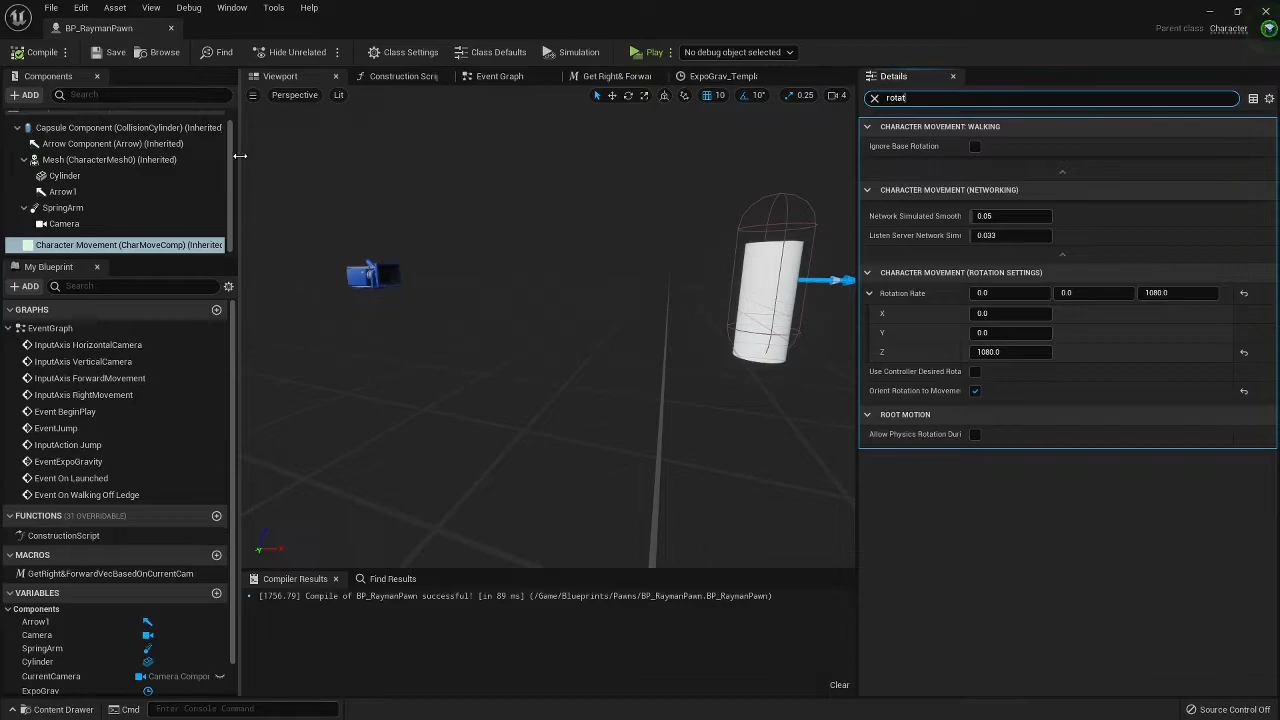 File Edit Asset View Debug Window Tools Help
BP_RaymanPawn
Parent class: Character
Compile Save Browse Find Hide Unrelated Class Settings Class Defaults Simulation Play No debug object selected
Components
ADD Search
Capsule Component (CollisionCylinder) (Inherited)
Arrow Component (Arrow) (Inherited)
Mesh (CharacterMesh0) (Inherited)
Cylinder
Arrow1
SpringArm
Camera
Character Movement (CharMoveComp) (Inherited
My Blueprint
ADD Search
GRAPHS
EventGraph
InputAxis HorizontalCamera
InputAxis VerticalCamera
InputAxis ForwardMovement
InputAxis RightMovement
Event BeginPlay
EventJump
InputAction Jump
EventExpoGravity
Event On Launched
Event On Walking Off Ledge
FUNCTIONS (31 OVERRIDABLE)
ConstructionScript
MACROS
GetRight&ForwardVecBasedOnCurrentCam
VARIABLES
Components
Arrow1
Camera
SpringArm
Cylinder
CurrentCamera Camera Compo
ExpoGrav
Viewport Construction Scri Event Graph Get Right& Forwar ExpoGrav_Templa
Perspective Lit 10 10° 0.25 4
X
Compiler Results Find Results
[1756.79] Compile of BP_RaymanPawn successful! [in 89 ms] (/Game/Blueprints/Pawns/BP_RaymanPawn.BP_RaymanPawn)
Clear
Details
rotat
CHARACTER MOVEMENT: WALKING
Ignore Base Rotation
CHARACTER MOVEMENT (NETWORKING)
Network Simulated Smooth 0.05
Listen Server Network Simu 0.033
CHARACTER MOVEMENT (ROTATION SETTINGS)
Rotation Rate 0.0 0.0 1080.0
X 0.0
Y 0.0
Z 1080.0
Use Controller Desired Rota
Orient Rotation to Moveme
ROOT MOTION
Allow Physics Rotation Duri
Content Drawer Cmd Enter Console Command Source Control Off